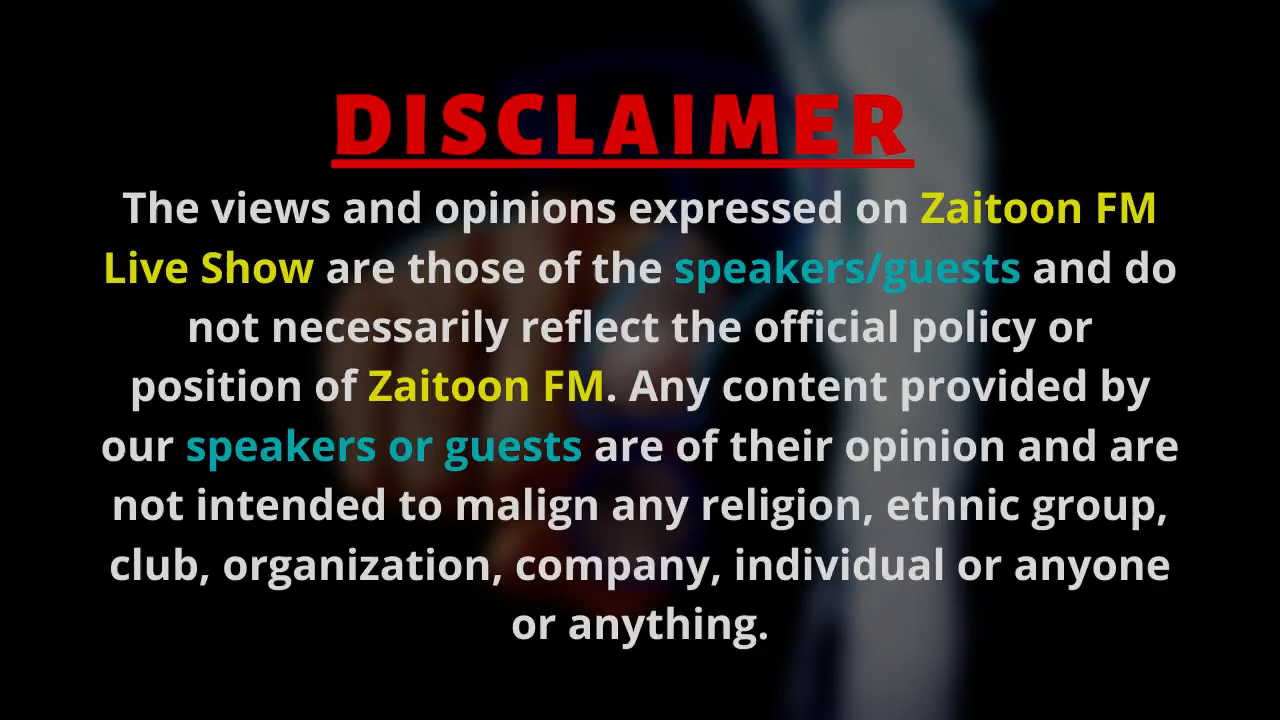 DISCLAIMER
The views and opinions expressed on Zaitoon FM
Live Show are those of the speakers/guests and do
not necessarily reflect the official policy or
position of Zaitoon FM. Any content provided by
our speakers or guests are of their opinion and are
not intended to malign any religion, ethnic group,
club, organization, company, individual or anyone
or anything.